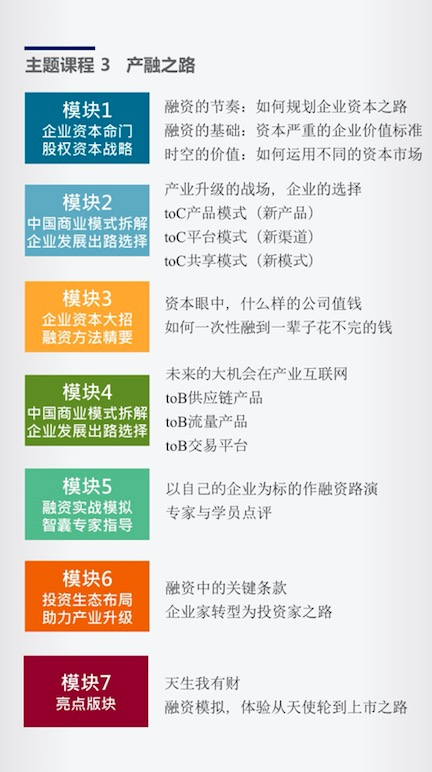 主题课程 3 产融之路
模块1
企业资本命门
股权资本战略
融资的节奏：如何规划企业资本之路
融资的基础：资本严重的企业价值标准
时空的价值：如何运用不同的资本市场
模块2
中国商业模式拆解
企业发展出路选择
产业升级的战场，企业的选择
toC产品模式（新产品）
toC平台模式（新渠道）
toC共享模式（新模式）
模块3
企业资本大招
融资方法精要
资本眼中，什么样的公司值钱
如何一次性融到一辈子花不完的钱
模块4
中国商业模式拆解
企业发展出路选择
未来的大机会在产业互联网
toB供应链产品
toB流量产品
toB交易平台
模块5
融资实战模拟
智囊专家指导
以自己的企业为标的作融资路演
专家与学员点评
模块6
投资生态布局
助力产业升级
融资中的关键条款
企业家转型为投资家之路
模块7
亮点版块
天生我有财
融资模拟，体验从天使轮到上市之路